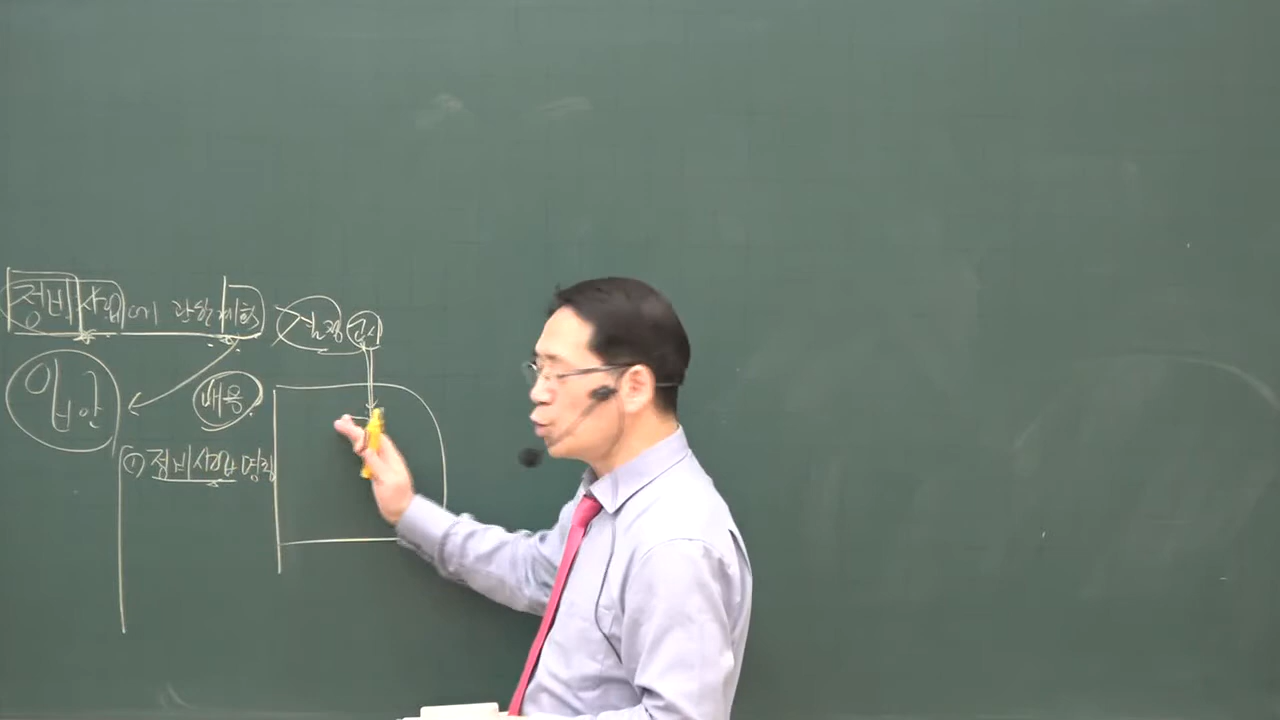 정비사업에 관한 계획 결정 고시
입안 내용
① 정비사업 명칭